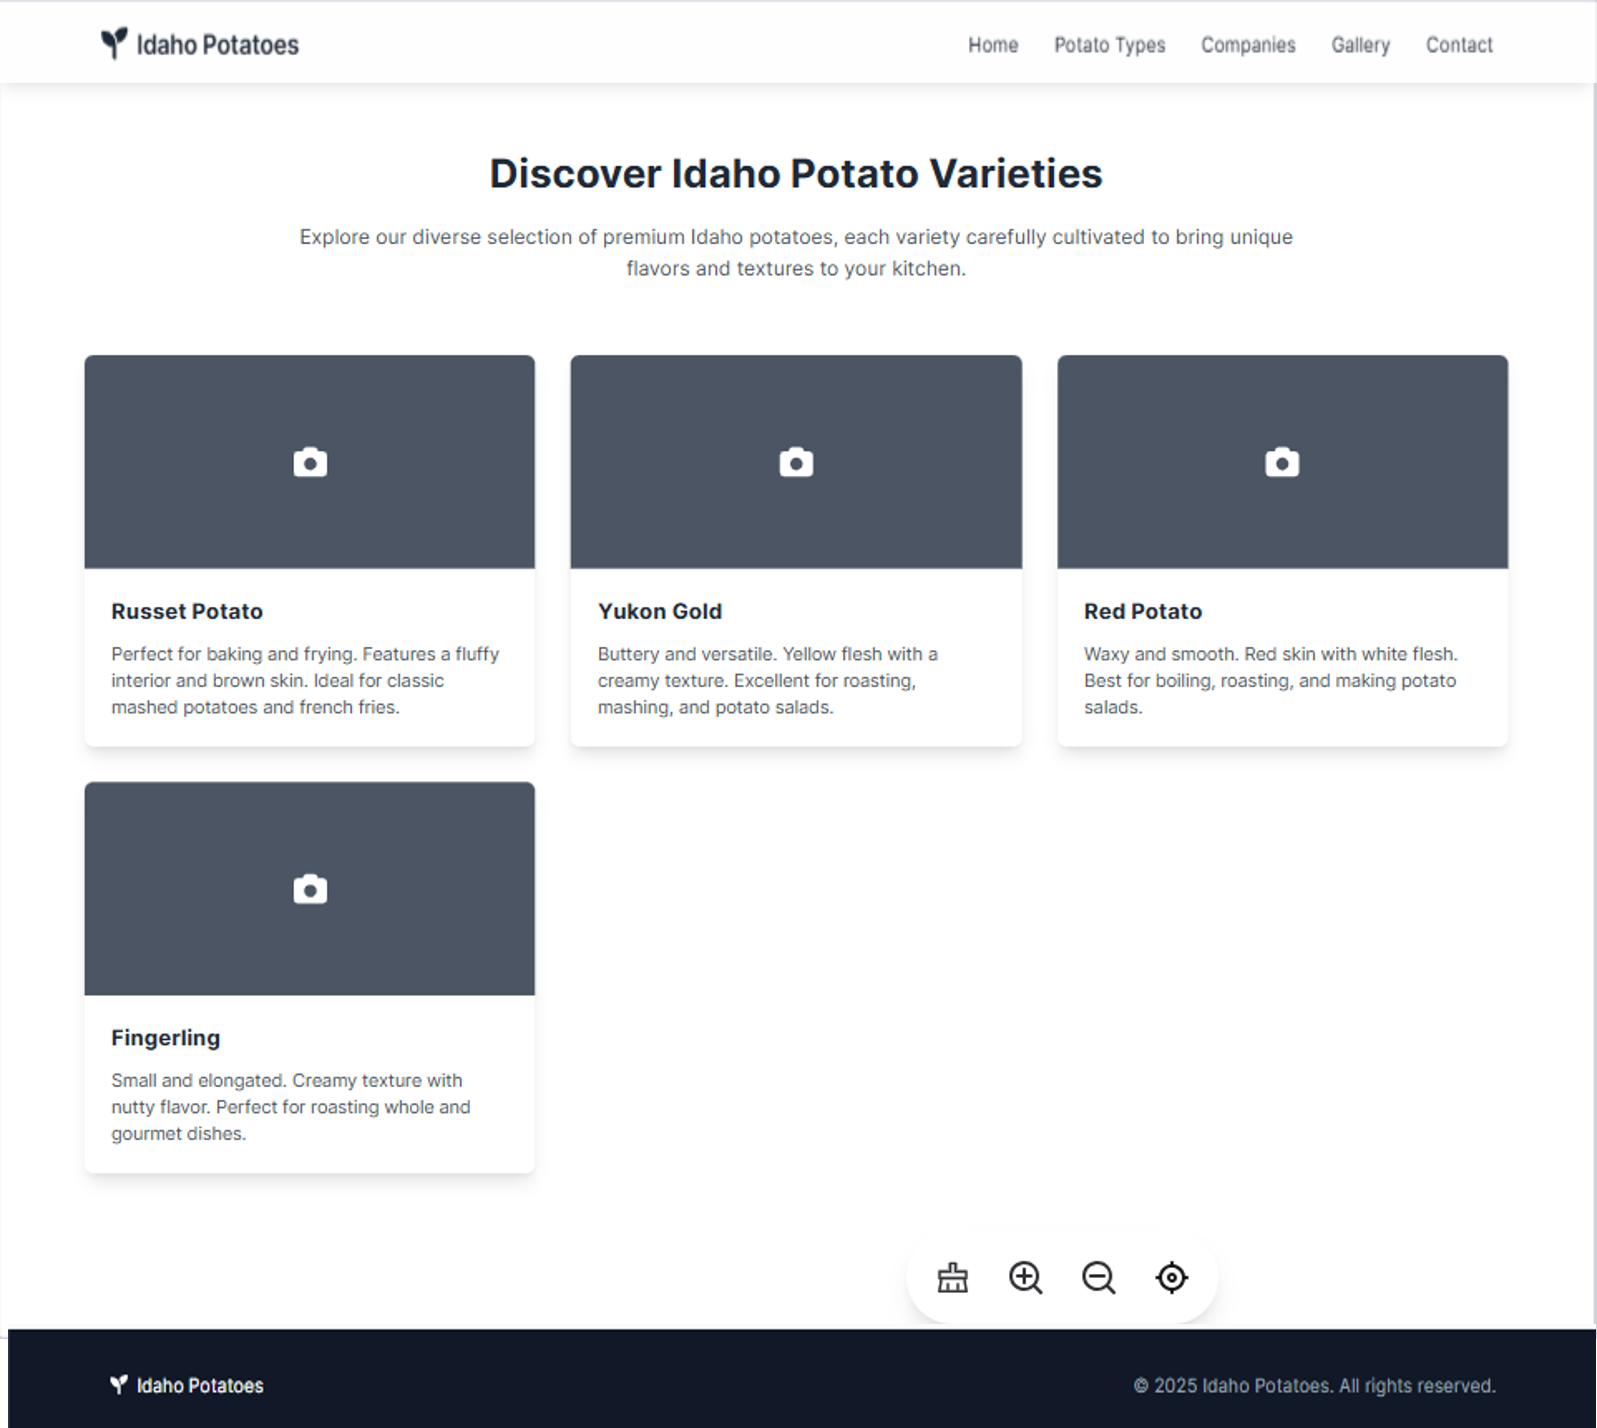 Idaho Potatoes
Home Potato Types Companies Gallery Contact
Discover Idaho Potato Varieties
Explore our diverse selection of premium Idaho potatoes, each variety carefully cultivated to bring unique
flavors and textures to your kitchen.
Russet Potato
Perfect for baking and frying. Features a fluffy
interior and brown skin. Ideal for classic
mashed potatoes and french fries.
Yukon Gold
Buttery and versatile. Yellow flesh with a
creamy texture. Excellent for roasting,
mashing, and potato salads.
Red Potato
Waxy and smooth. Red skin with white flesh.
Best for boiling, roasting, and making potato
salads.
Fingerling
Small and elongated. Creamy texture with
nutty flavor. Perfect for roasting whole and
gourmet dishes.
Idaho Potatoes
© 2025 Idaho Potatoes. All rights reserved.